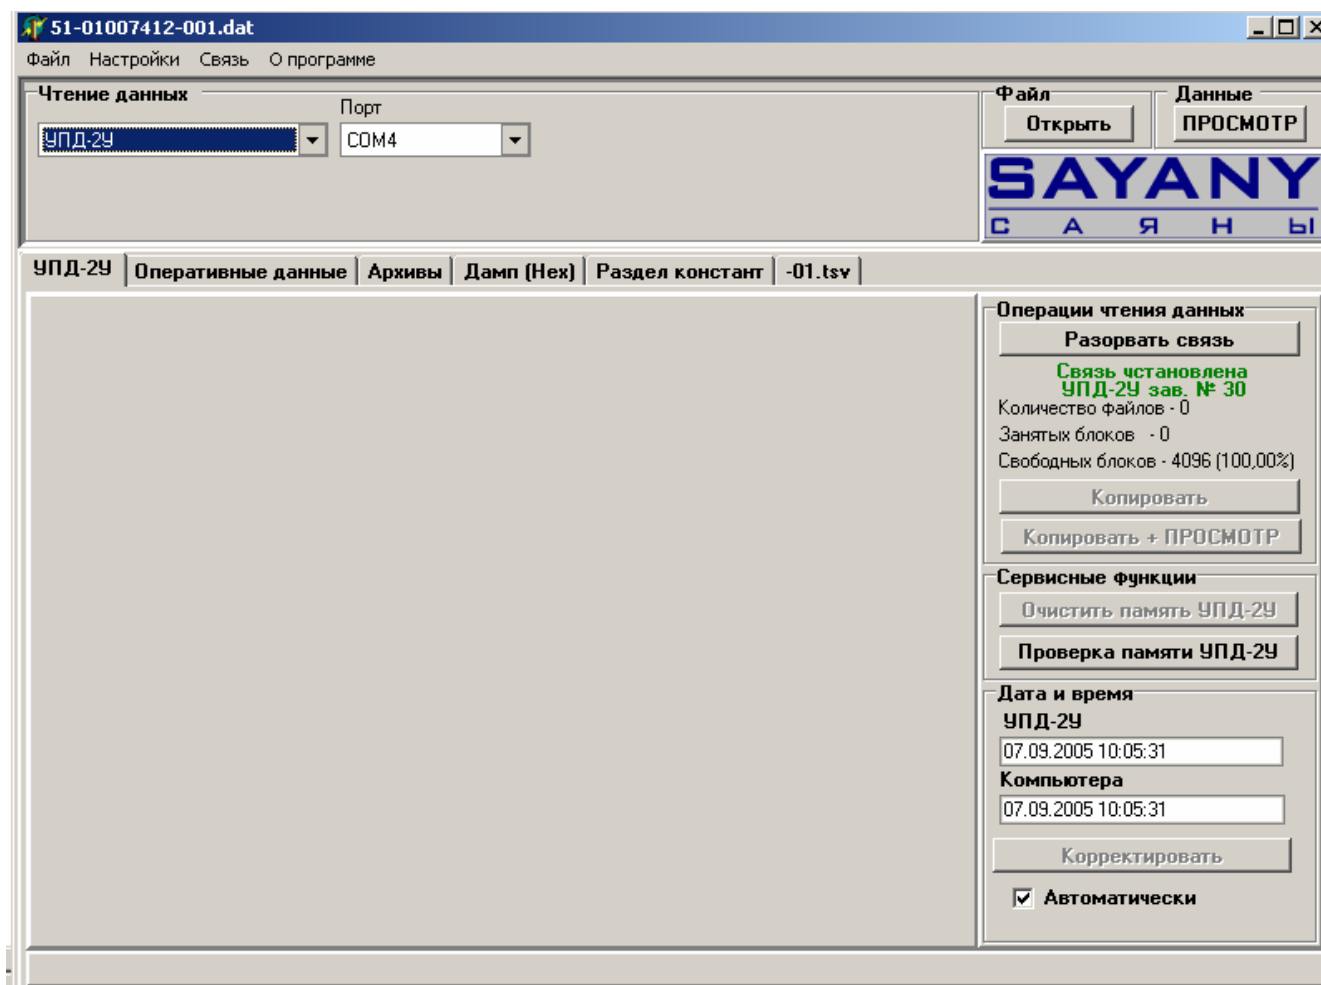 51-01007412-001.dat
Файл Настройки Связь О программе
Чтение данных
Порт
УПД-2У
COM4
Файл
Открыть
Данные
ПРОСМОТР
SAYANY
САЯНЫ
УПД-2У Оперативные данные Архивы Дамп (Hex) Раздел констант -01.tsv
Операции чтения данных
Разорвать связь
Связь установлена
УПД-2У зав. № 30
Количество файлов - 0
Занятых блоков - 0
Свободных блоков - 4096 (100,00%)
Копировать
Копировать + ПРОСМОТР
Сервисные функции
Очистить память УПД-2У
Проверка памяти УПД-2У
Дата и время
УПД-2У
07.09.2005 10:05:31
Компьютера
07.09.2005 10:05:31
Корректировать
Автоматически